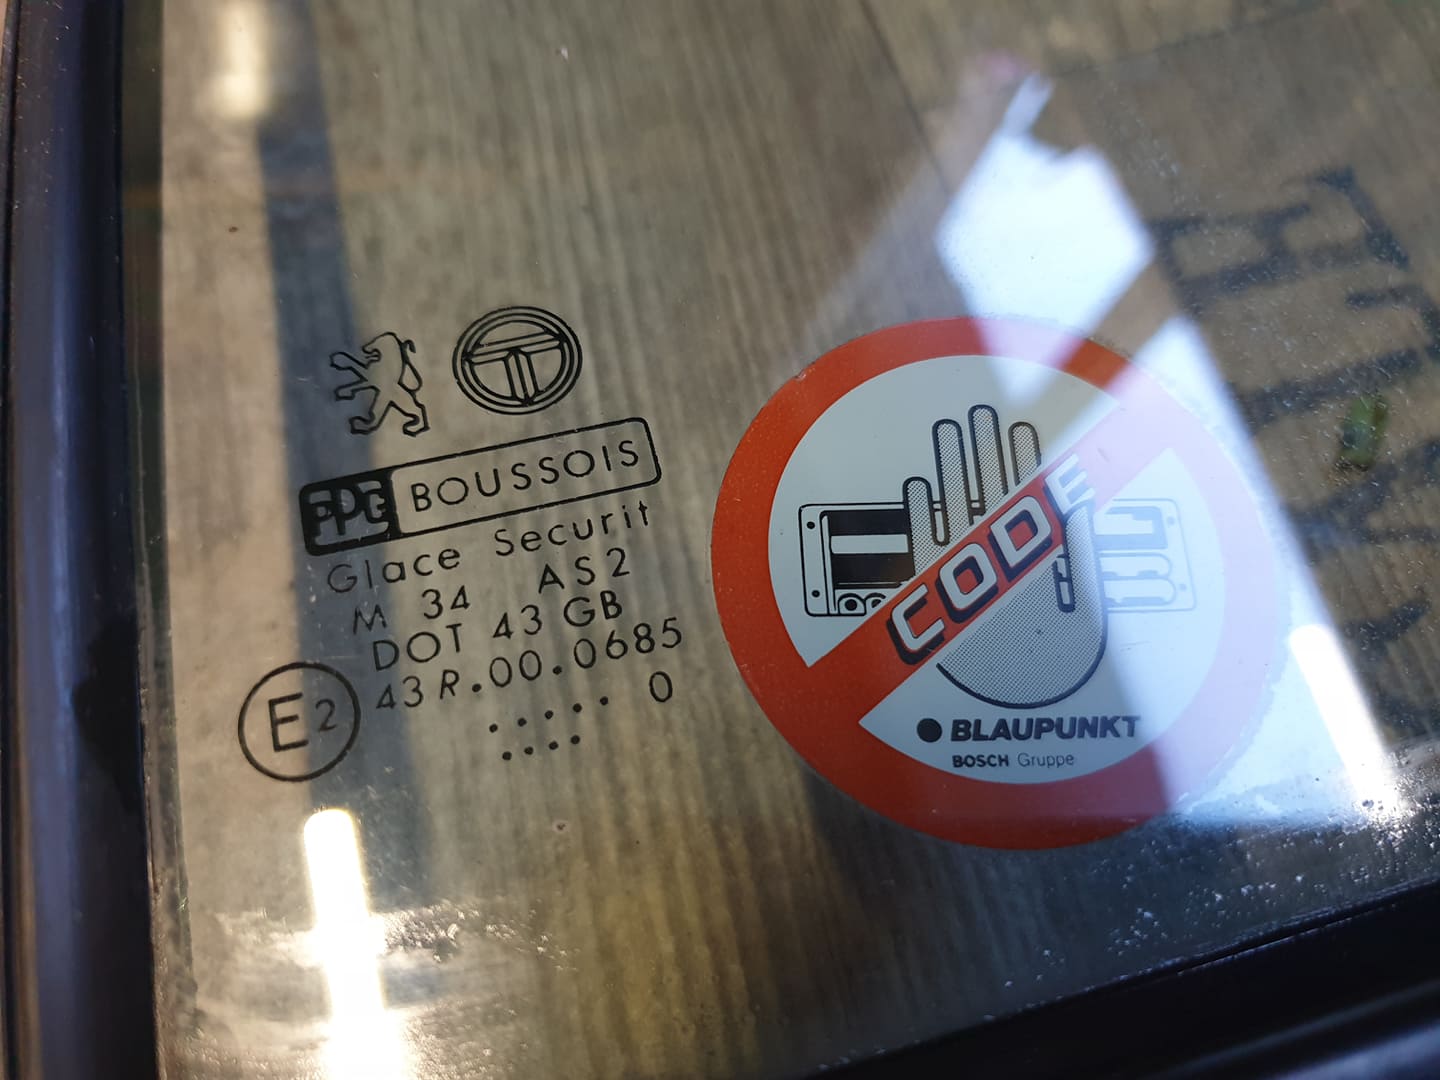 PPG BOUSSOIS
Glace Securit
M 34 AS2
DOT 43 GB
43R.00.0685
E2
. . . . . 0
. . . .
CODE
BLAUPUNKT
BOSCH Gruppe